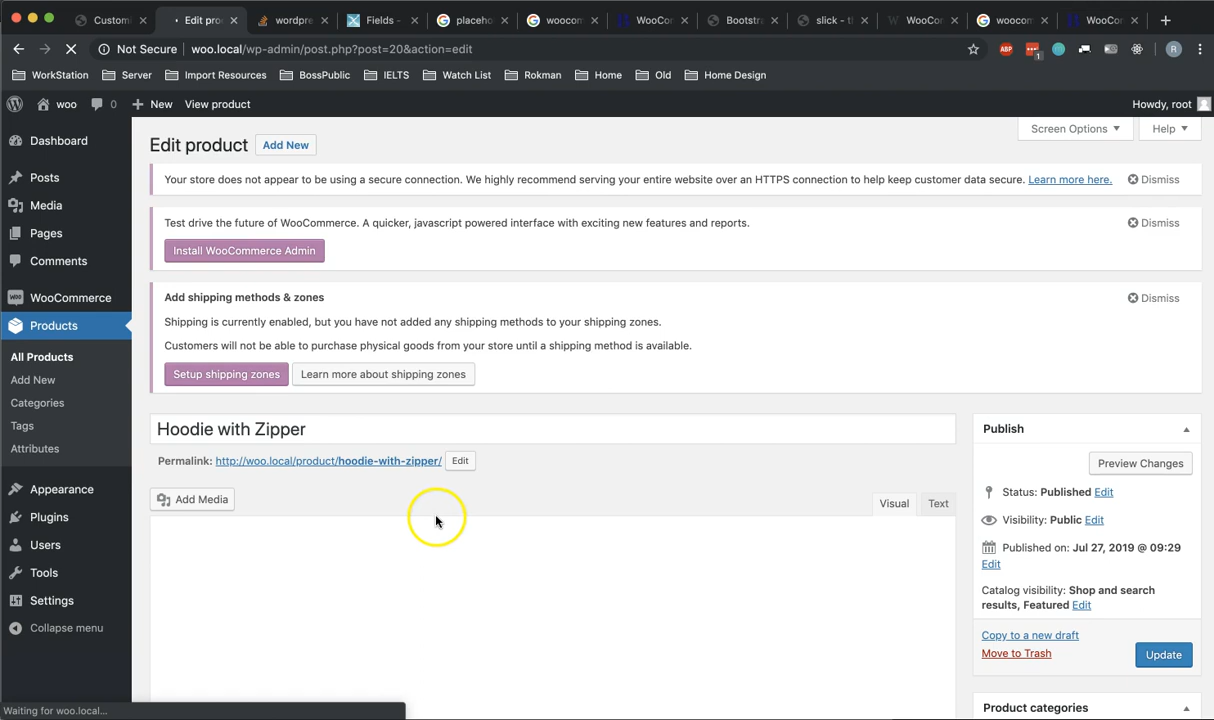 Customi
Edit pro
wordpre
Fields -
placeho
woocom
WooCor
Bootstra
slick - th
WooCor
woocom
WooCor
Not Secure woo.local/wp-admin/post.php?post=20&action=edit
ABP 1 R
WorkStation Server Import Resources BossPublic IELTS Watch List Rokman Home Old Home Design
woo 0 New View product Howdy, root
Screen Options Help
Dashboard
Posts
Media
Pages
Comments
WooCommerce
Products
All Products
Add New
Categories
Tags
Attributes
Appearance
Plugins
Users
Tools
Settings
Collapse menu
Edit product Add New
Your store does not appear to be using a secure connection. We highly recommend serving your entire website over an HTTPS connection to help keep customer data secure. Learn more here. Dismiss
Test drive the future of WooCommerce. A quicker, javascript powered interface with exciting new features and reports. Dismiss
Install WooCommerce Admin
Add shipping methods & zones Dismiss
Shipping is currently enabled, but you have not added any shipping methods to your shipping zones.
Customers will not be able to purchase physical goods from your store until a shipping method is available.
Setup shipping zones Learn more about shipping zones
Hoodie with Zipper
Permalink: http://woo.local/product/hoodie-with-zipper/ Edit
Add Media Visual Text
Publish
Preview Changes
Status: Published Edit
Visibility: Public Edit
Published on: Jul 27, 2019 @ 09:29
Edit
Catalog visibility: Shop and search
results, Featured Edit
Copy to a new draft
Move to Trash Update
Product categories
Waiting for woo.local...